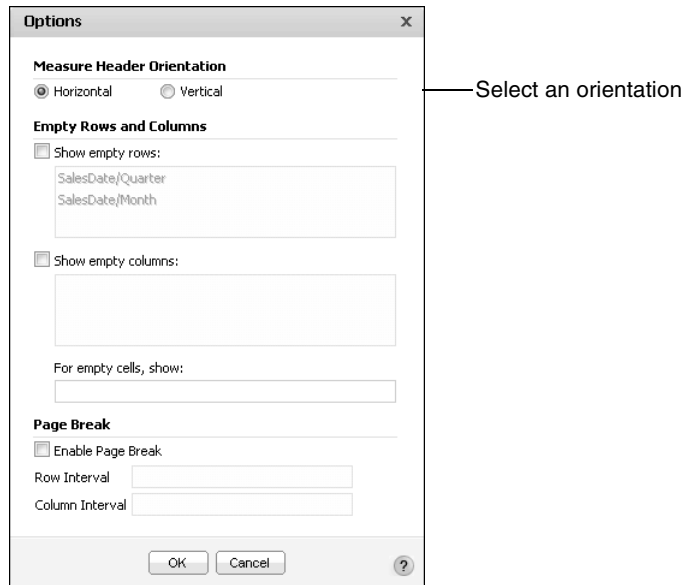 Options x
Measure Header Orientation
Horizontal Vertical
Select an orientation
Empty Rows and Columns
Show empty rows:
SalesDate/Quarter
SalesDate/Month
Show empty columns:
For empty cells, show:
Page Break
Enable Page Break
Row Interval
Column Interval
OK Cancel ?